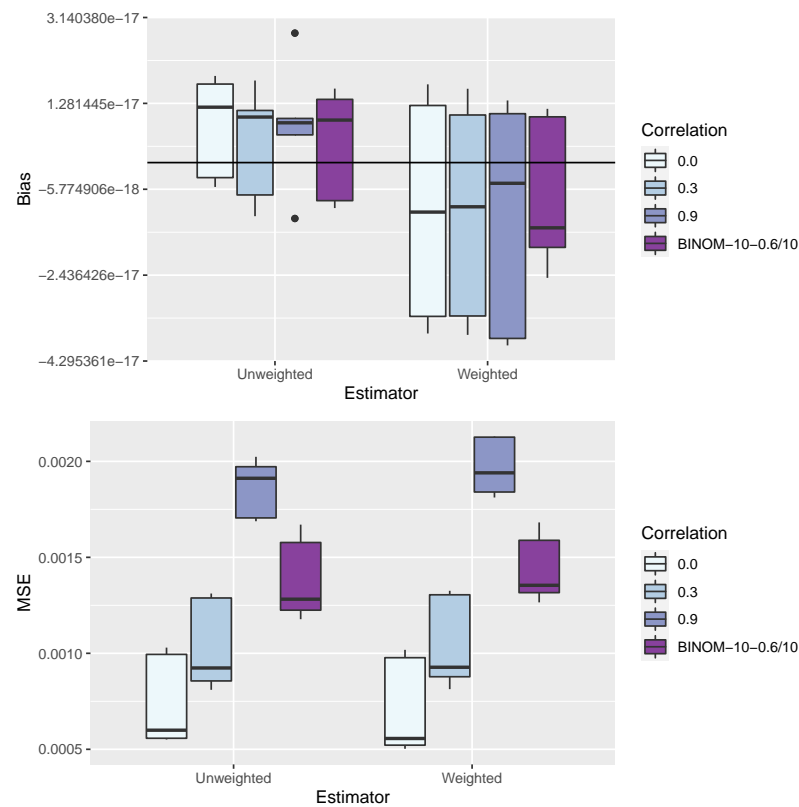 3.140380e−17
1.281445e−17
−5.774906e−18
−2.436426e−17
−4.295361e−17
Bias
Unweighted
Weighted
Estimator
Correlation
0.0
0.3
0.9
BINOM−10−0.6/10
0.0020
0.0015
0.0010
0.0005
MSE
Unweighted
Weighted
Estimator
Correlation
0.0
0.3
0.9
BINOM−10−0.6/10